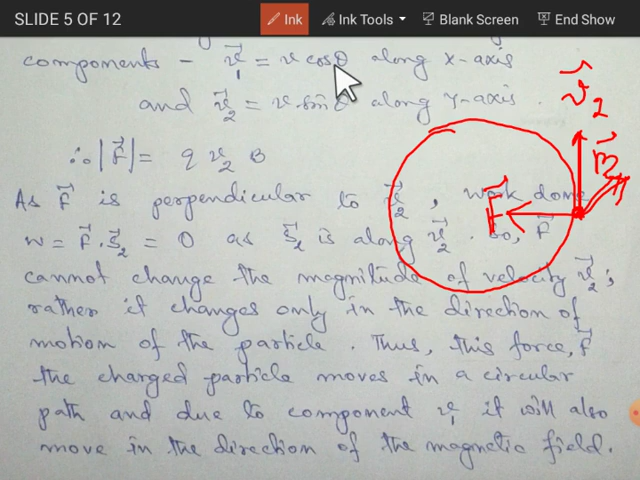 SLIDE 5 OF 12 Ink Ink Tools Blank Screen End Show
components - v⃗₁ = v cosθ along x-axis
and v⃗₂ = v sinθ along y-axis.
v⃗₂
∴ |F⃗| = q v₂ B
B⃗
As F⃗ is perpendicular to v⃗₂, work done
F⃗
w = F⃗.S⃗₂ = 0 as S⃗₂ is along v⃗₂. So, F⃗
cannot change the magnitude of velocity v⃗₂;
rather it changes only in the direction of
motion of the particle. Thus, this force, F⃗
the charged particle moves in a circular
path and due to component v₁ it will also
move in the direction of the magnetic field.